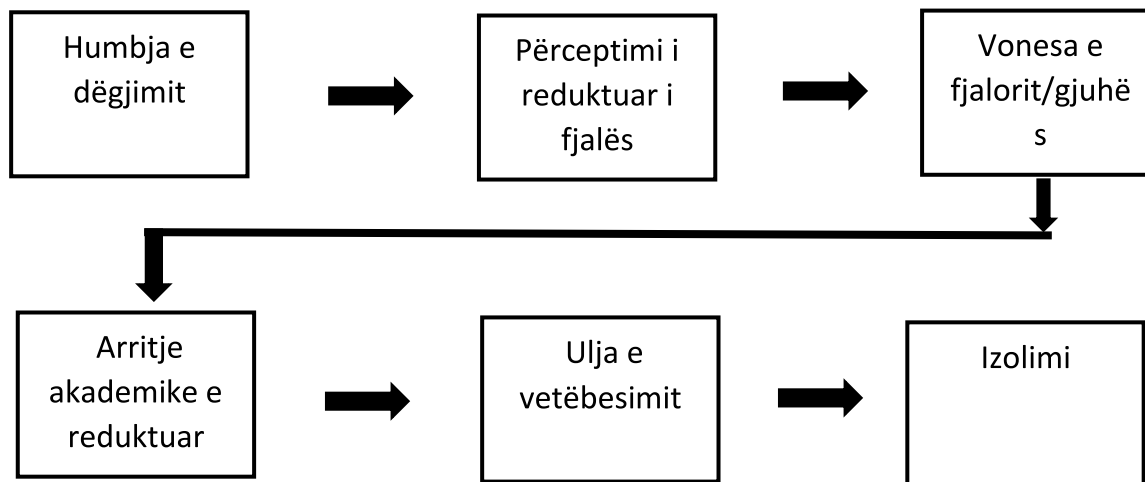 Humbja e
dëgjimit
Përceptimi i
reduktuar i
fjalës
Vonesa e
fjalorit/gjuhë
s
Arritje
akademike e
reduktuar
Ulja e
vetëbesimit
Izolimi